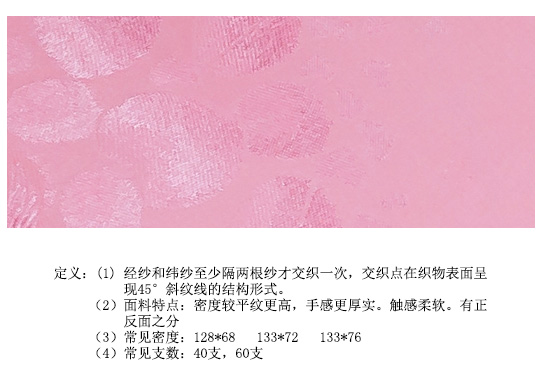 定义：(1) 经纱和纬纱至少隔两根纱才交织一次，交织点在织物表面呈
现45°斜纹线的结构形式。
(2) 面料特点：密度较平纹更高，手感更厚实。触感柔软。有正
反面之分
(3) 常见密度：128*68 133*72 133*76
(4) 常见支数：40支，60支